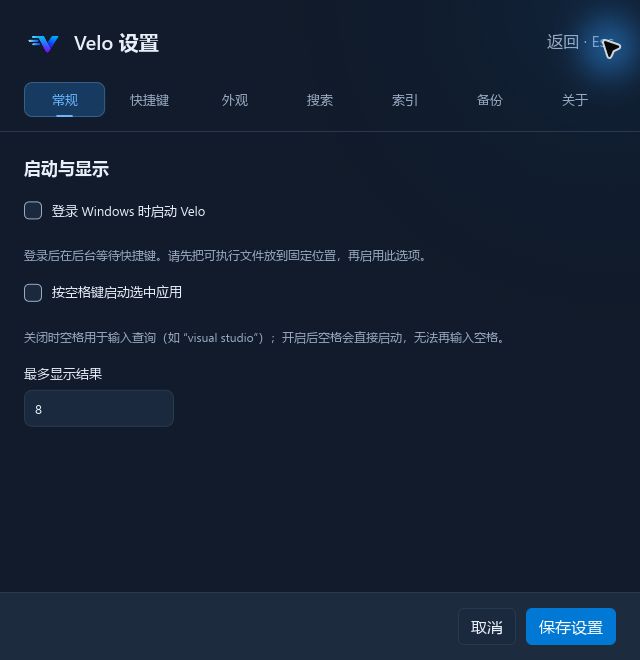 Velo 设置
返回 · Esc
常规 快捷键 外观 搜索 索引 备份 关于
启动与显示
登录 Windows 时启动 Velo
登录后在后台等待快捷键。请先把可执行文件放到固定位置，再启用此选项。
按空格键启动选中应用
关闭时空格用于输入查询（如 “visual studio”）；开启后空格会直接启动，无法再输入空格。
最多显示结果
8
取消 保存设置